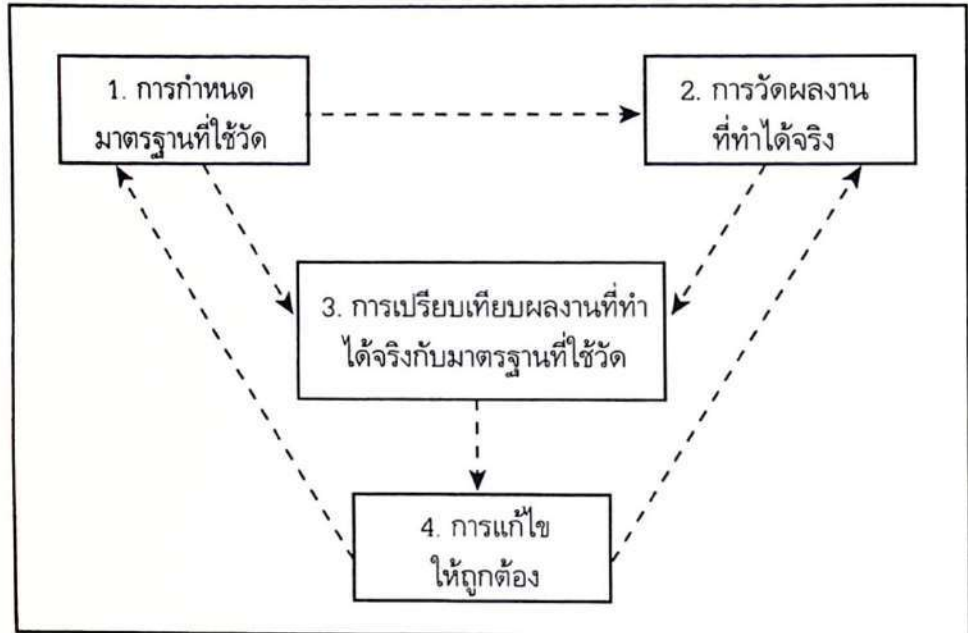 1. การกำหนด
มาตรฐานที่ใช้วัด
2. การวัดผลงาน
ที่ทำได้จริง
3. การเปรียบเทียบผลงานที่ทำ
ได้จริงกับมาตรฐานที่ใช้วัด
4. การแก้ไข
ให้ถูกต้อง